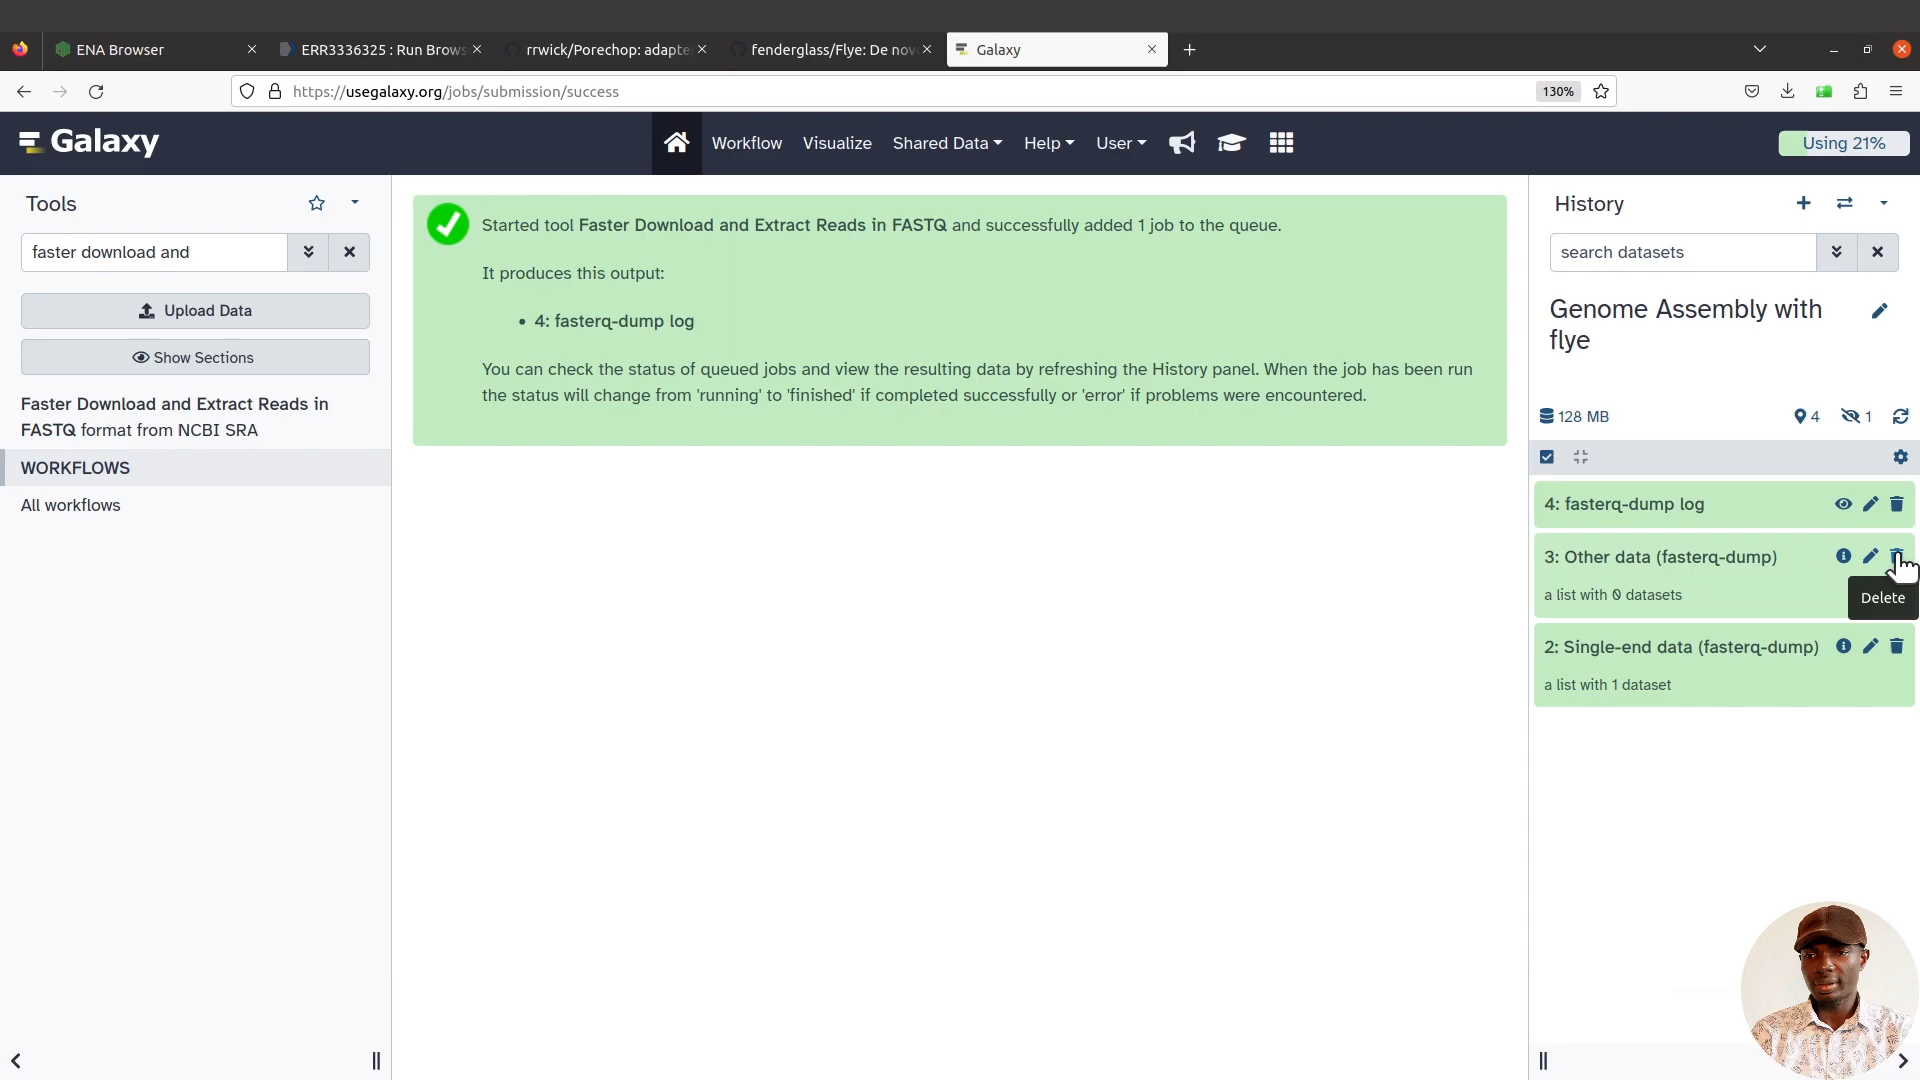 ENA Browser
ERR3336325 : Run Brows
rrwick/Porechop: adapte
fenderglass/Flye: De nov
Galaxy
https://usegalaxy.org/jobs/submission/success
130%
Galaxy
Workflow
Visualize
Shared Data
Help
User
Using 21%
Tools
faster download and
Upload Data
Show Sections
Faster Download and Extract Reads in
FASTQ format from NCBI SRA
WORKFLOWS
All workflows
Started tool Faster Download and Extract Reads in FASTQ and successfully added 1 job to the queue.
It produces this output:
• 4: fasterq-dump log
You can check the status of queued jobs and view the resulting data by refreshing the History panel. When the job has been run
the status will change from 'running' to 'finished' if completed successfully or 'error' if problems were encountered.
History
search datasets
Genome Assembly with
flye
128 MB
4
1
4: fasterq-dump log
3: Other data (fasterq-dump)
a list with 0 datasets
Delete
2: Single-end data (fasterq-dump)
a list with 1 dataset